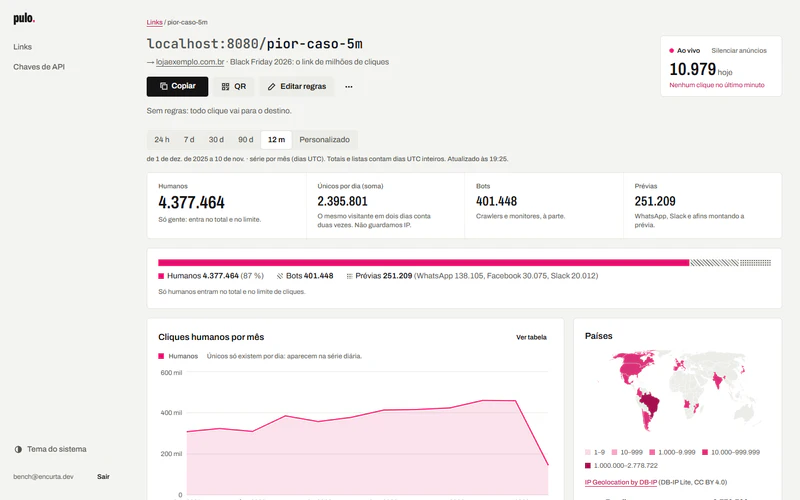 pulo.
Links
Chaves de API
Links / pior-caso-5m
localhost:8080/pior-caso-5m
→ lojaexemplo.com.br · Black Friday 2026: o link de milhões de cliques
Copiar QR Editar regras ···
Sem regras: todo clique vai para o destino.
Ao vivo Silenciar anúncios
10.979 hoje
Nenhum clique no último minuto
24 h 7 d 30 d 90 d 12 m Personalizado
de 1 de dez. de 2025 a 10 de nov. · série por mês (dias UTC). Totais e listas contam dias UTC inteiros. Atualizado às 19:25.
Humanos
4.377.464
Só gente: entra no total e no limite.
Únicos por dia (soma)
2.395.801
O mesmo visitante em dois dias conta
duas vezes. Não guardamos IP.
Bots
401.448
Crawlers e monitores, à parte.
Prévias
251.209
WhatsApp, Slack e afins montando a
prévia.
Humanos 4.377.464 (87 %) Bots 401.448 Prévias 251.209 (WhatsApp 138.105, Facebook 30.075, Slack 20.012)
Só humanos entram no total e no limite de cliques.
Cliques humanos por mês Ver tabela
Humanos Únicos só existem por dia: aparecem na série diária.
600 mil
400 mil
200 mil
0
Países
1–9 10–999 1.000–9.999 10.000–999.999
1.000.000–2.778.722
IP Geolocation by DB-IP (DB-IP Lite, CC BY 4.0)
Tema do sistema
bench@encurta.dev Sair